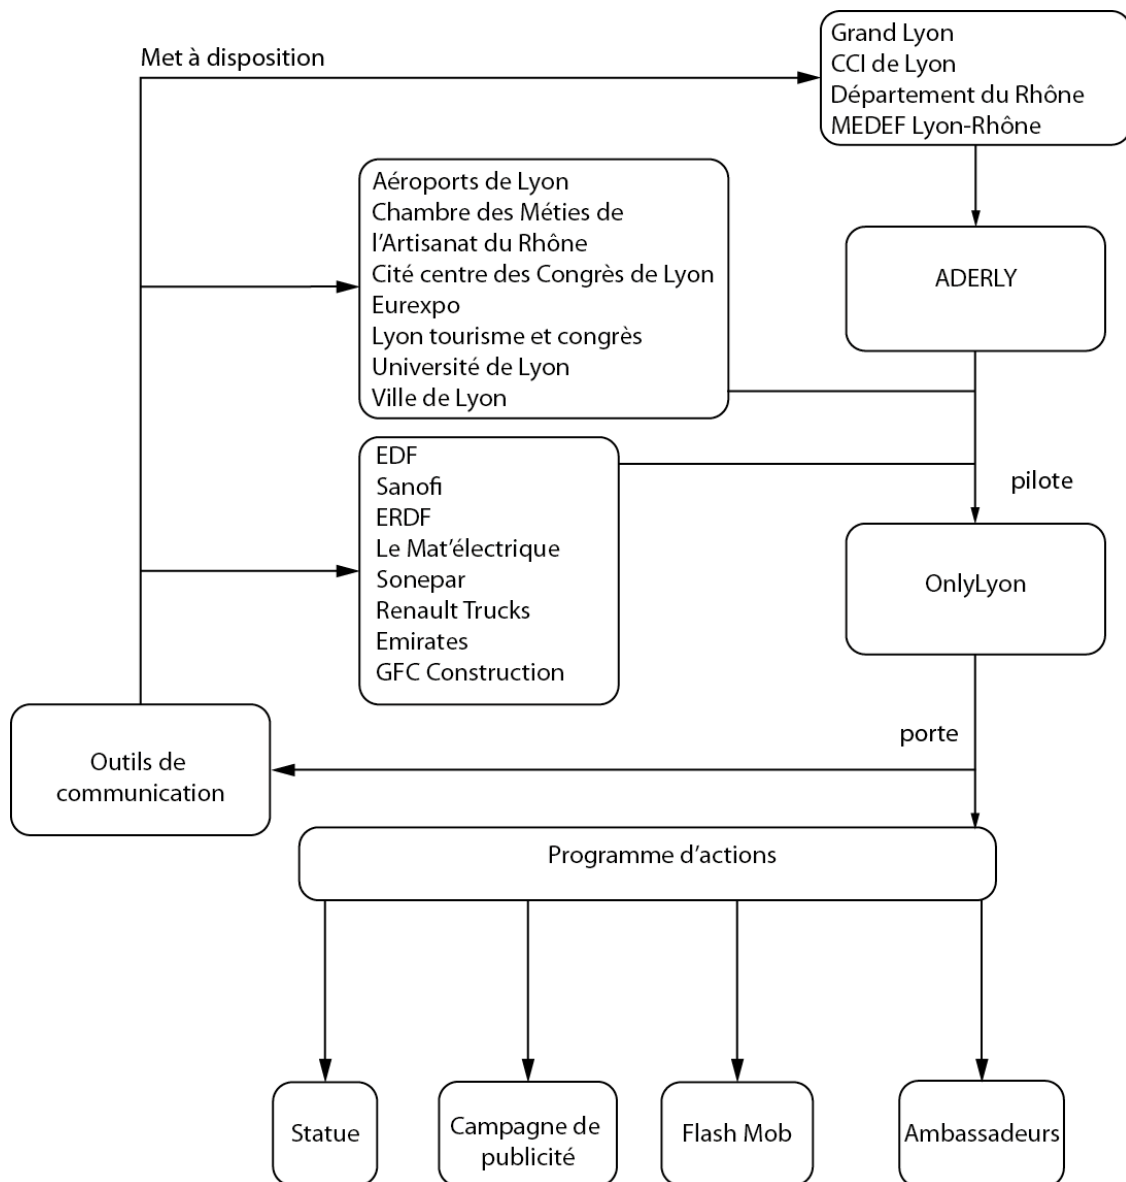 Met à disposition
Grand Lyon
CCI de Lyon
Département du Rhône
MEDEF Lyon-Rhône
Aéroports de Lyon
Chambre des Méties de
l'Artisanat du Rhône
Cité centre des Congrès de Lyon
Eurexpo
Lyon tourisme et congrès
Université de Lyon
Ville de Lyon
ADERLY
EDF
Sanofi
ERDF
Le Mat'électrique
Sonepar
Renault Trucks
Emirates
GFC Construction
pilote
OnlyLyon
porte
Outils de
communication
Programme d'actions
Statue
Campagne de
publicité
Flash Mob
Ambassadeurs